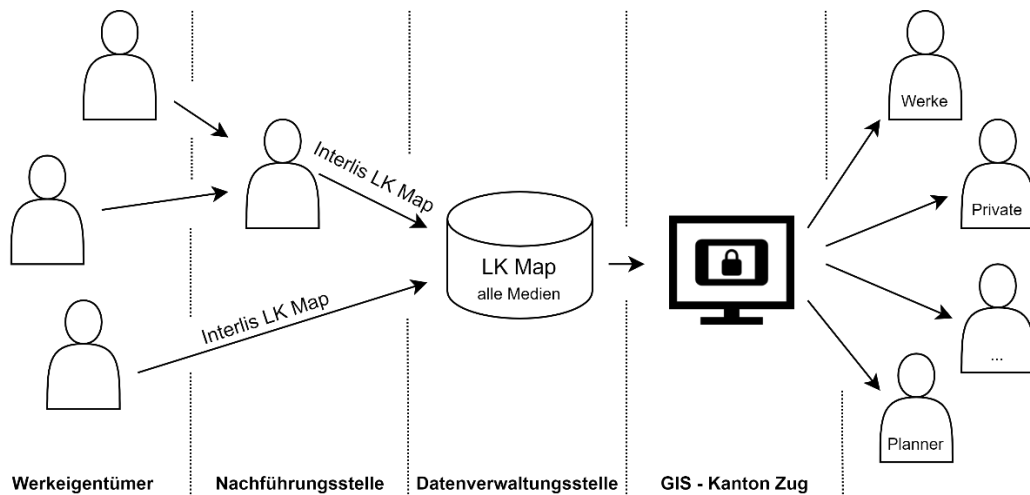 Interlis LK Map
Interlis LK Map
LK Map
alle Medien
Werke
Private
...
Planner
Werkeigentümer
Nachführungsstelle
Datenverwaltungsstelle
GIS - Kanton Zug